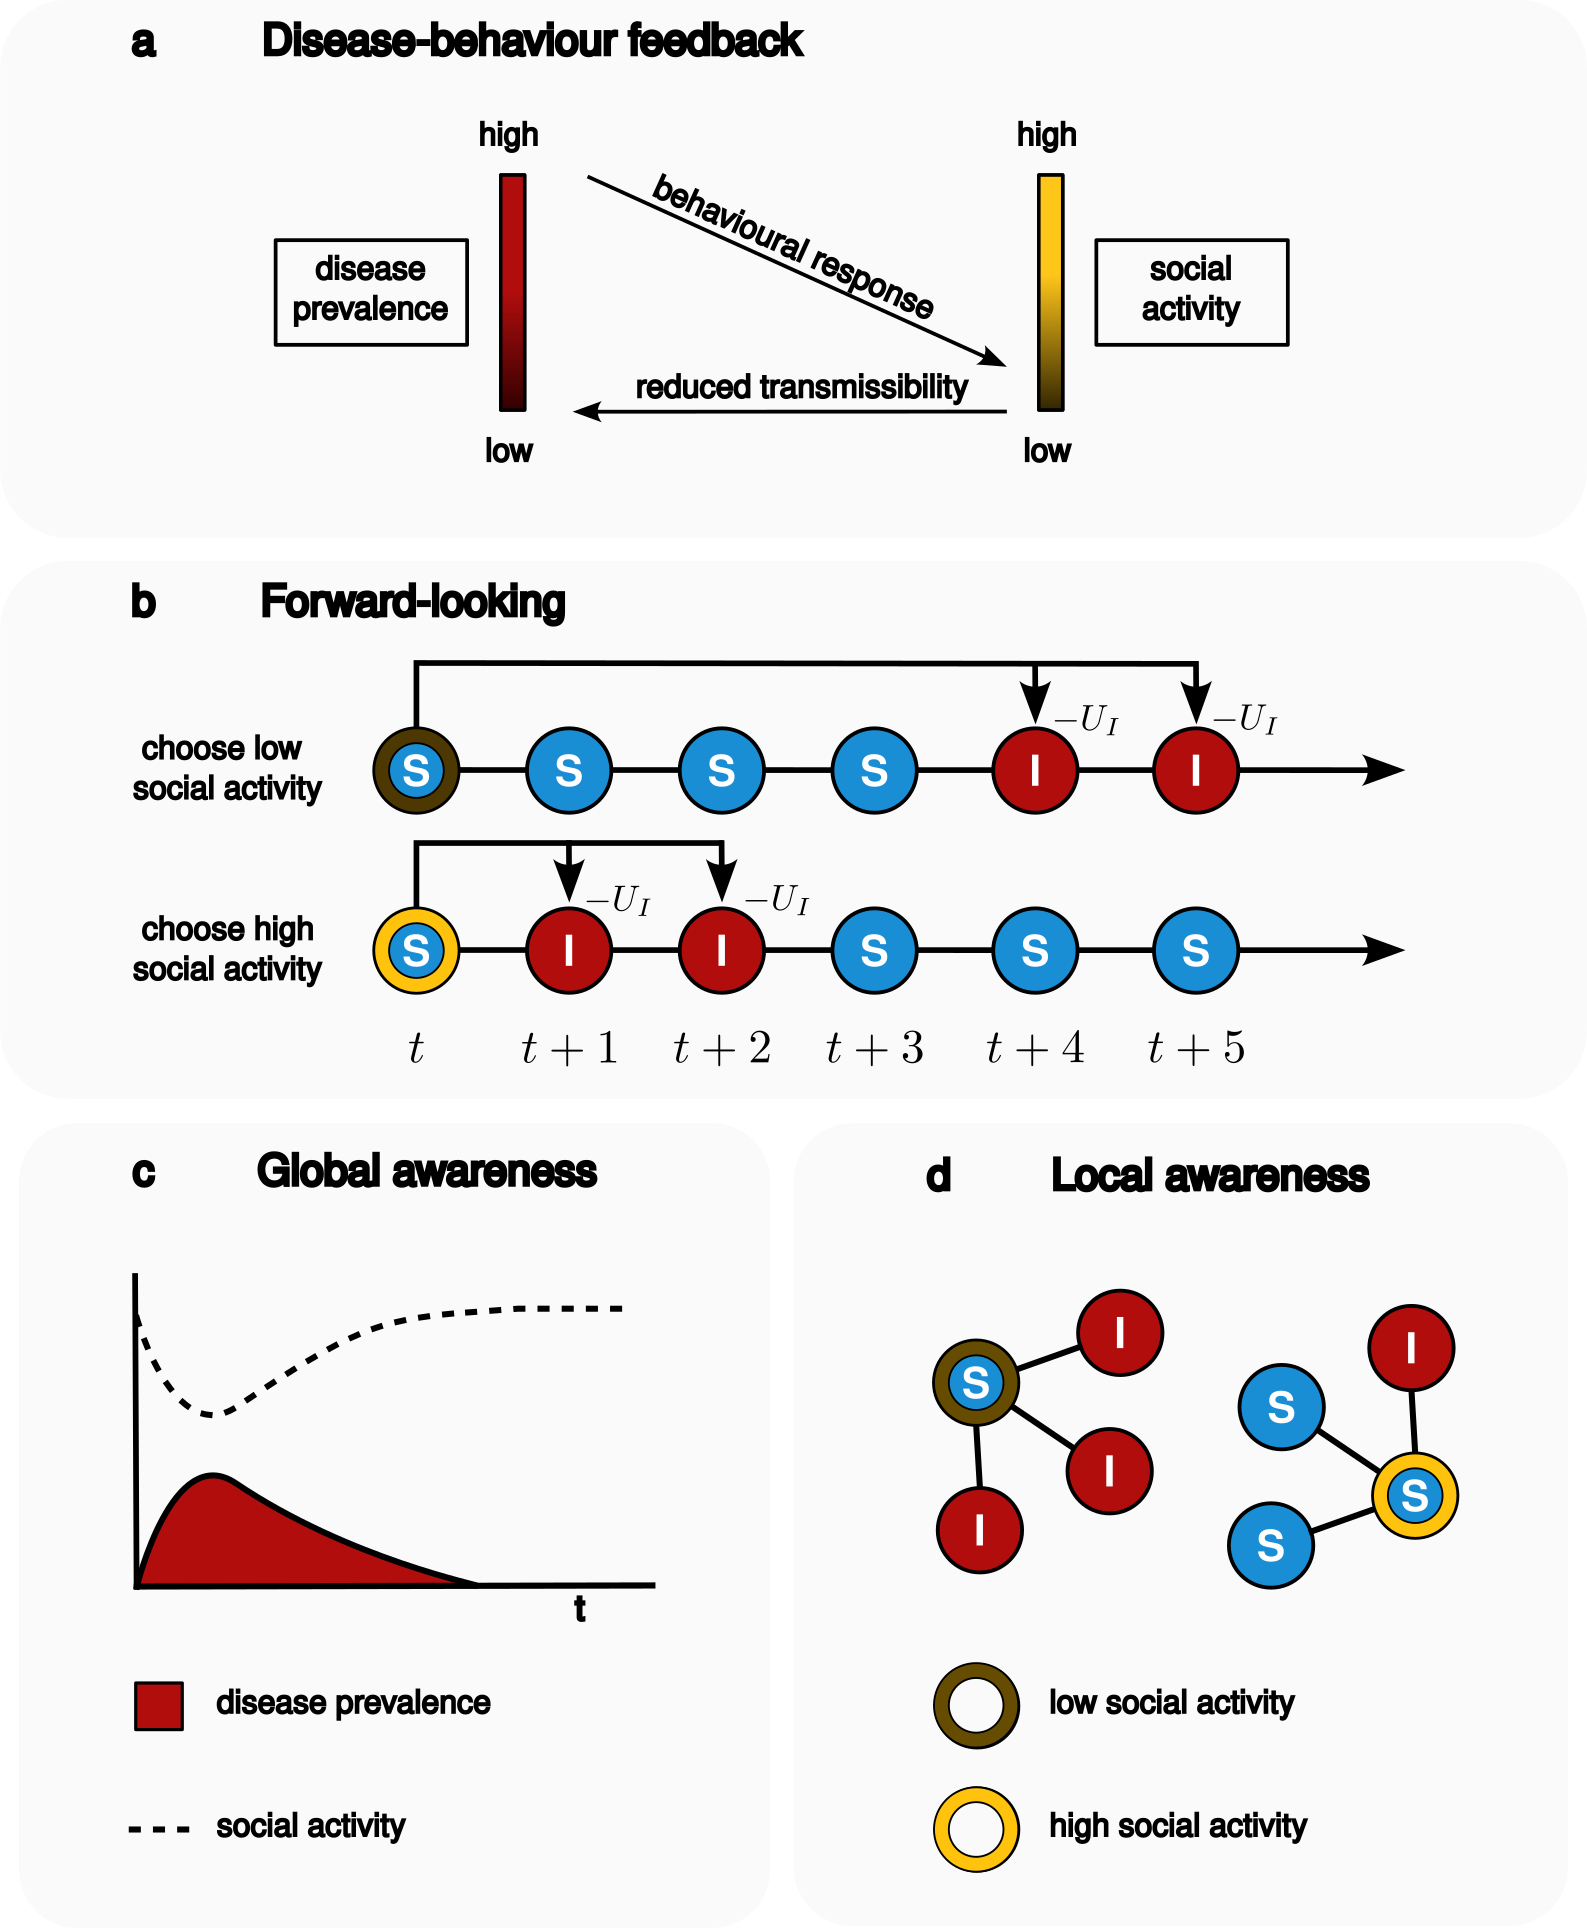 a Disease-behaviour feedback
high high
behavioural response
disease
prevalence
social
activity
reduced transmissibility
low low
b Forward-looking
−U_I −U_I
choose low
social activity
S S S S I I
−U_I −U_I
choose high
social activity
S I I S S S
t t + 1 t + 2 t + 3 t + 4 t + 5
c Global awareness
t
disease prevalence
social activity
d Local awareness
I
S
I
I
I
S
S
S
low social activity
high social activity